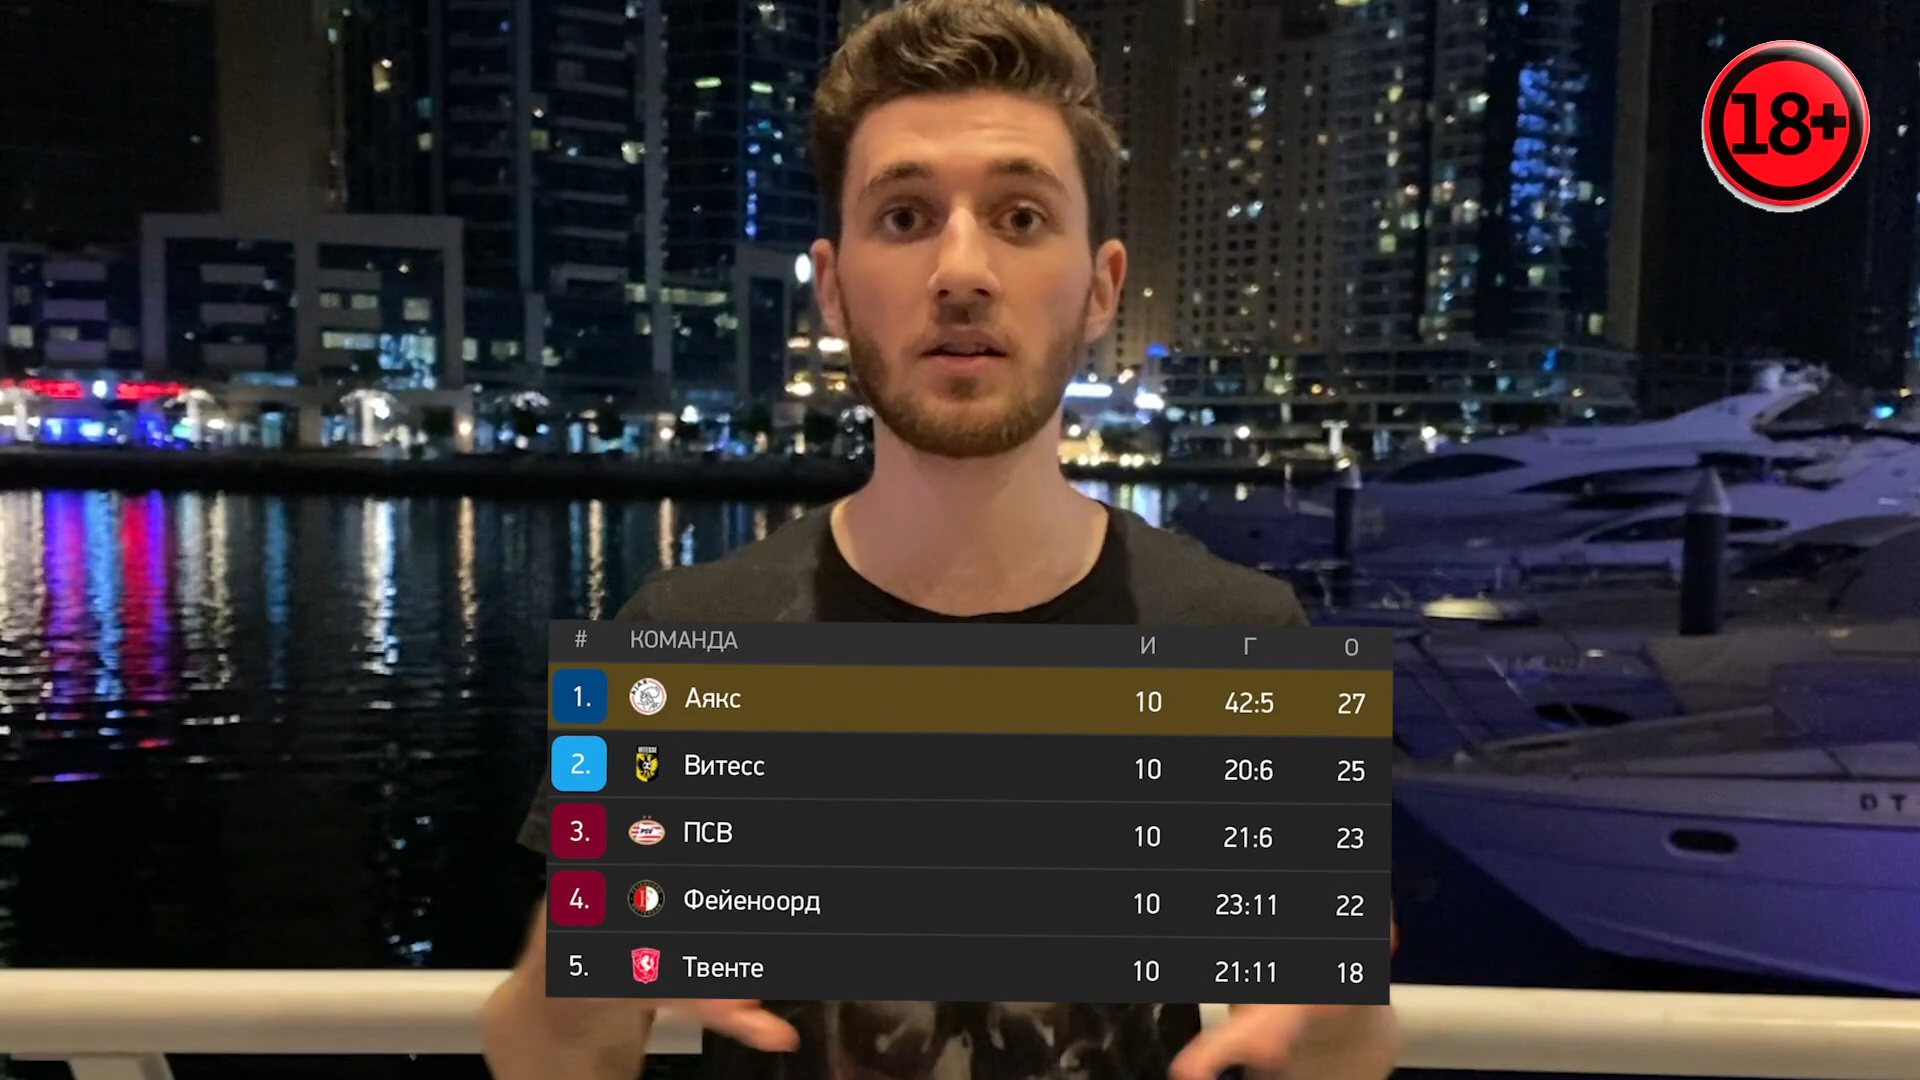 18+
# КОМАНДА И Г О
1. Аякс 10 42:5 27
2. Витесс 10 20:6 25
3. ПСВ 10 21:6 23
4. Фейеноорд 10 23:11 22
5. Твенте 10 21:11 18